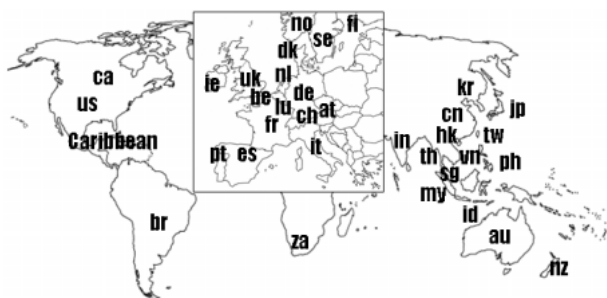 no
fi
se
dk
ca
ie
uk
nl
us
be
de
kr
lu
at
ch
cn
jp
fr
Caribbean
hk
tw
in
it
pt
es
th
vn
ph
sg
my
id
br
au
za
nz